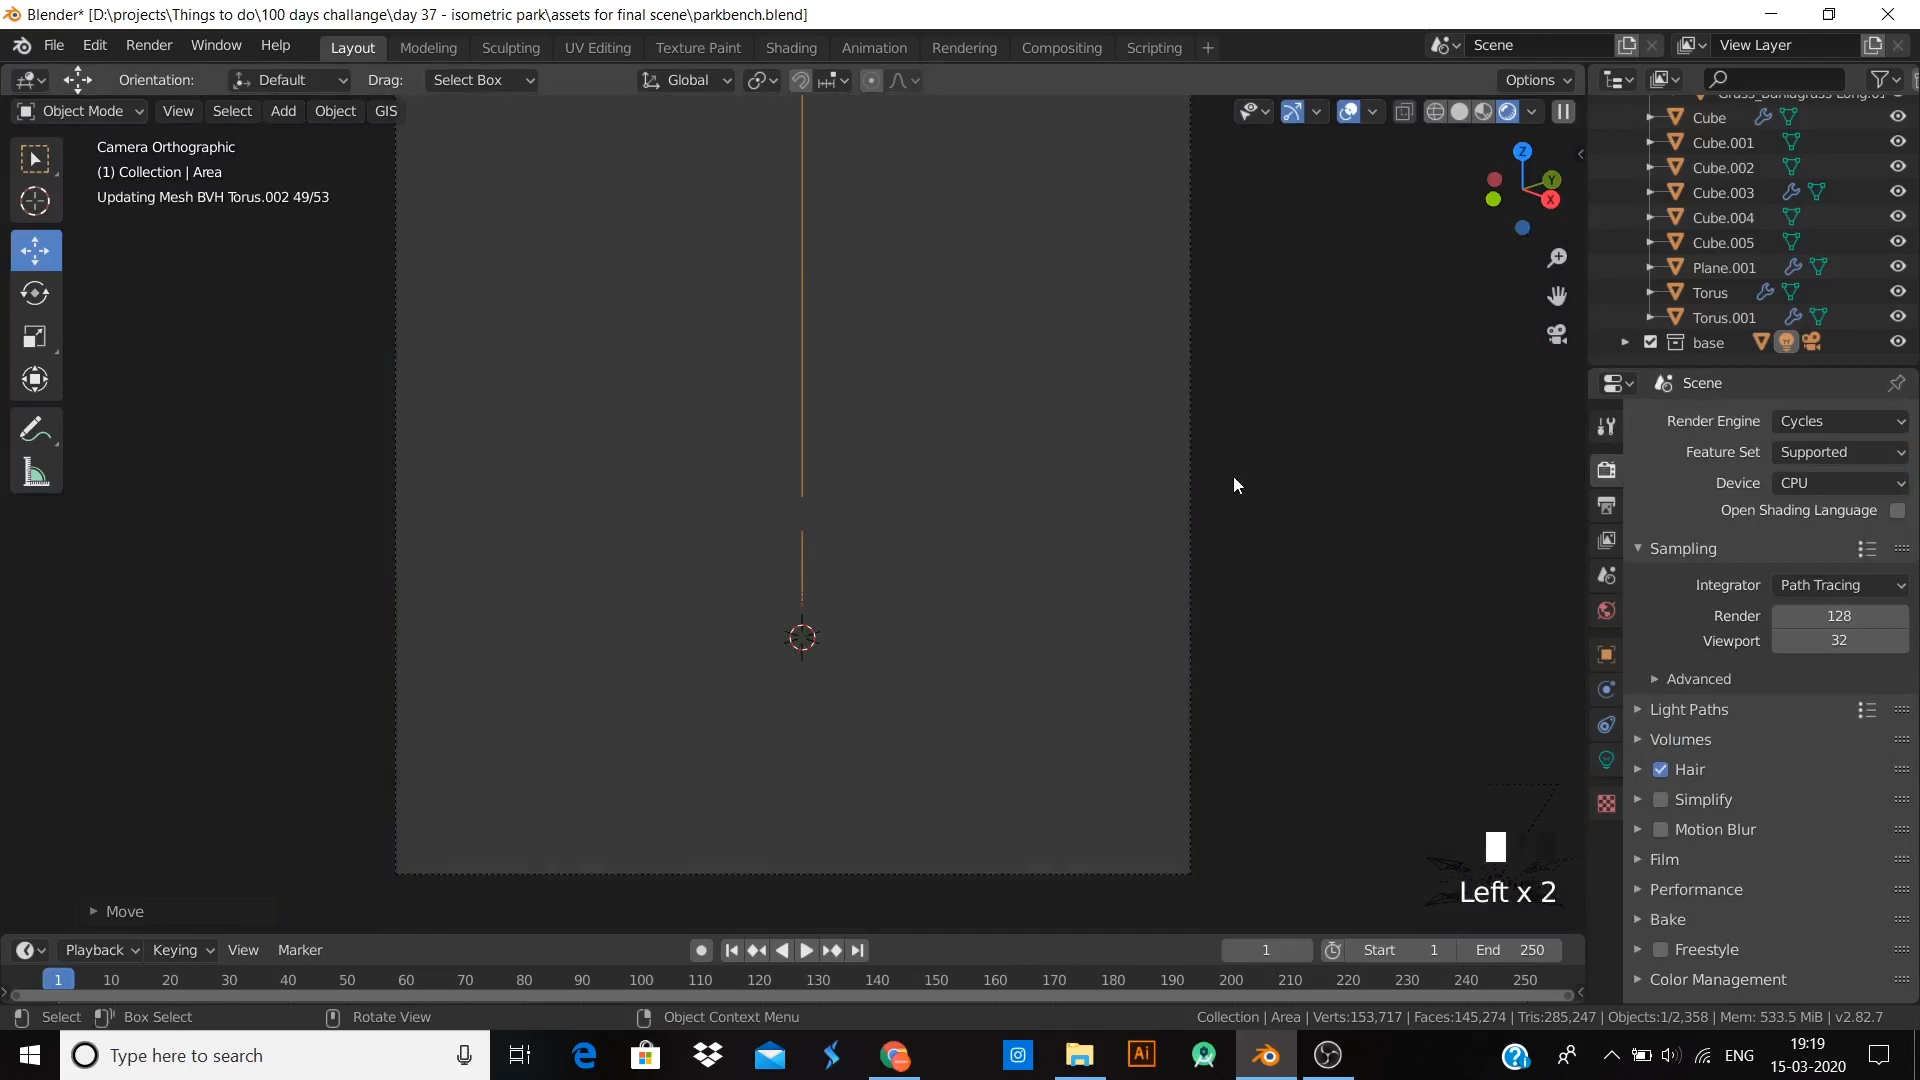 Blender* [D:\projects\Things to do\100 days challange\day 37 - isometric park\assets for final scene\parkbench.blend]
File Edit Render Window Help Layout Modeling Sculpting UV Editing Texture Paint Shading Animation Rendering Compositing Scripting + Scene View Layer
Orientation: Default Drag: Select Box Global Options
Object Mode View Select Add Object GIS
Camera Orthographic
(1) Collection | Area
Updating Mesh BVH Torus.002 49/53
Z
Y
X
Cube
Cube.001
Cube.002
Cube.003
Cube.004
Cube.005
Plane.001
Torus
Torus.001
base
Scene
Render Engine Cycles
Feature Set Supported
Device CPU
Open Shading Language
Sampling
Integrator Path Tracing
Render 128
Viewport 32
Advanced
Light Paths
Volumes
Hair
Simplify
Motion Blur
Film
Performance
Bake
Freestyle
Color Management
Left x 2
Move
Playback Keying View Marker 1 Start 1 End 250
1 10 20 30 40 50 60 70 80 90 100 110 120 130 140 150 160 170 180 190 200 210 220 230 240 250
Select Box Select Rotate View Object Context Menu Collection | Area | Verts:153,717 | Faces:145,274 | Tris:285,247 | Objects:1/2,358 | Mem: 533.5 MiB | v2.82.7
Type here to search Ai ENG
19:19
15-03-2020